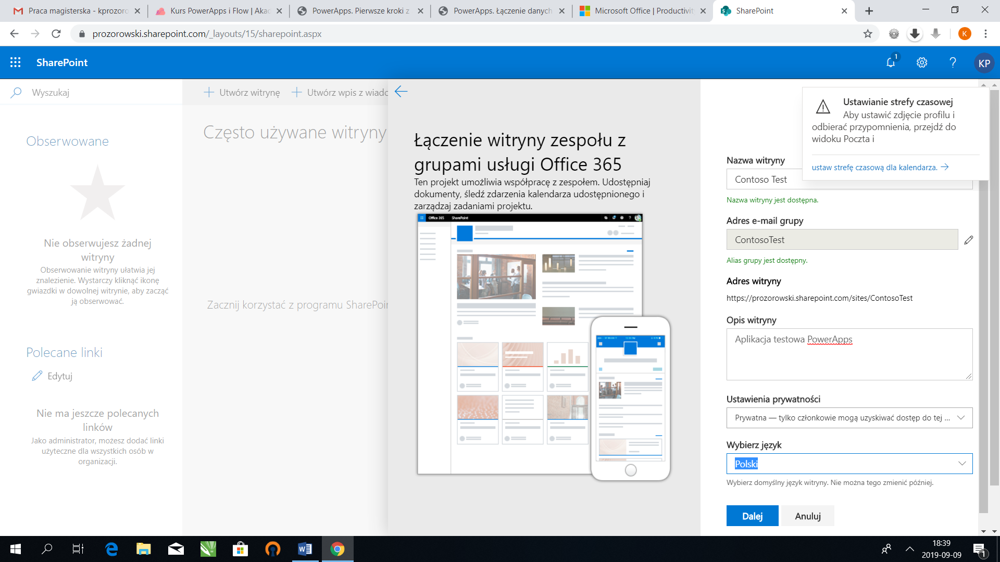 Praca magisterska - kprozoro
Kurs PowerApps i Flow | Aka
PowerApps. Pierwsze kroki z
PowerApps. Łączenie danych
Microsoft Office | Productivit
SharePoint
prozorowski.sharepoint.com/_layouts/15/sharepoint.aspx
K
SharePoint
1
?
KP
Wyszukaj
Utwórz witrynę
Utwórz wpis z wiado
Często używane witryny
Obserwowane
Nie obserwujesz żadnej
witryny
Obserwowanie witryny ułatwia jej
znalezienie. Wystarczy kliknąć ikonę
gwiazdki w dowolnej witrynie, aby zacząć
ją obserwować.
Zacznij korzystać z programu SharePoin
Polecane linki
Edytuj
Nie ma jeszcze polecanych
linków
Jako administrator, możesz dodać linki
użyteczne dla wszystkich osób w
organizacji.
Łączenie witryny zespołu z
grupami usługi Office 365
Ten projekt umożliwia współpracę z zespołem. Udostępniaj
dokumenty, śledź zdarzenia kalendarza udostępnionego i
zarządzaj zadaniami projektu.
Office 365 SharePoint
Ustawianie strefy czasowej
Aby ustawić zdjęcie profilu i
odbierać przypomnienia, przejdź do
widoku Poczta i
ustaw strefę czasową dla kalendarza.
Nazwa witryny
Contoso Test
Nazwa witryny jest dostępna.
Adres e-mail grupy
ContosoTest
Alias grupy jest dostępny.
Adres witryny
https://prozorowski.sharepoint.com/sites/ContosoTest
Opis witryny
Aplikacja testowa PowerApps
Ustawienia prywatności
Prywatna — tylko członkowie mogą uzyskiwać dostęp do tej ...
Wybierz język
Polski
Wybierz domyślny język witryny. Nie można tego zmienić później.
Dalej
Anuluj
18:39
2019-09-09
1